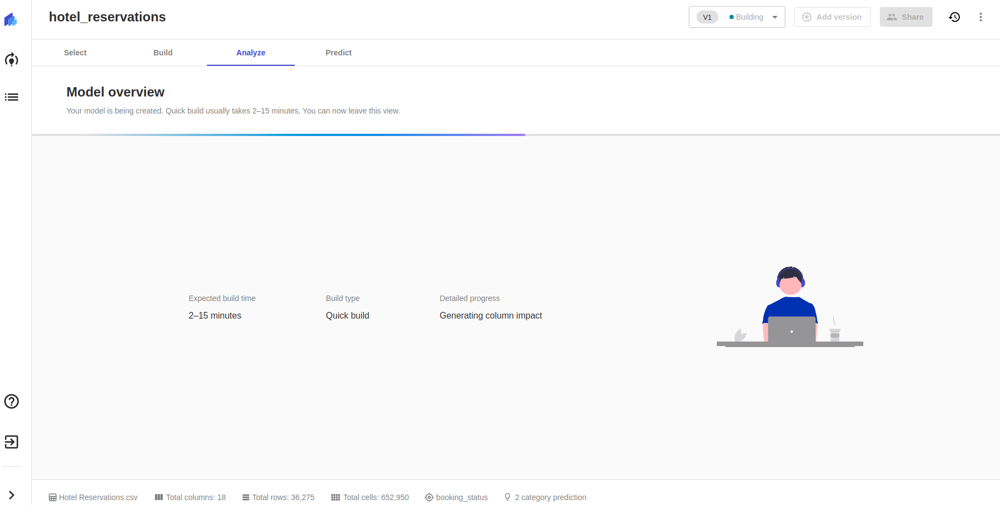 hotel_reservations
V1 Building Add version Share
Select Build Analyze Predict
Model overview
Your model is being created. Quick build usually takes 2–15 minutes. You can now leave this view.
Expected build time Build type Detailed progress
2–15 minutes Quick build Generating column impact
Hotel Reservations.csv Total columns: 18 Total rows: 36,275 Total cells: 652,950 booking_status 2 category prediction